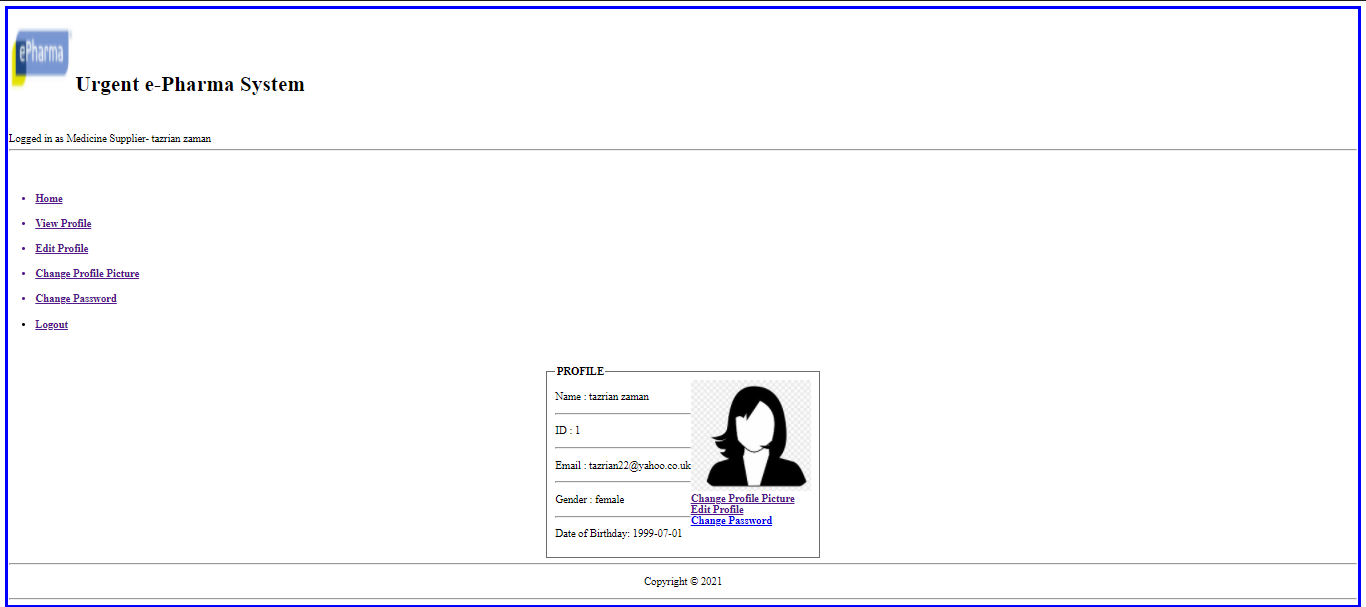 ePharma
Urgent e-Pharma System
Logged in as Medicine Supplier- tazrian zaman
Home
View Profile
Edit Profile
Change Profile Picture
Change Password
Logout
PROFILE
Name : tazrian zaman
ID : 1
Email : tazrian22@yahoo.co.uk
Gender : female
Date of Birthday: 1999-07-01
Change Profile Picture
Edit Profile
Change Password
Copyright © 2021